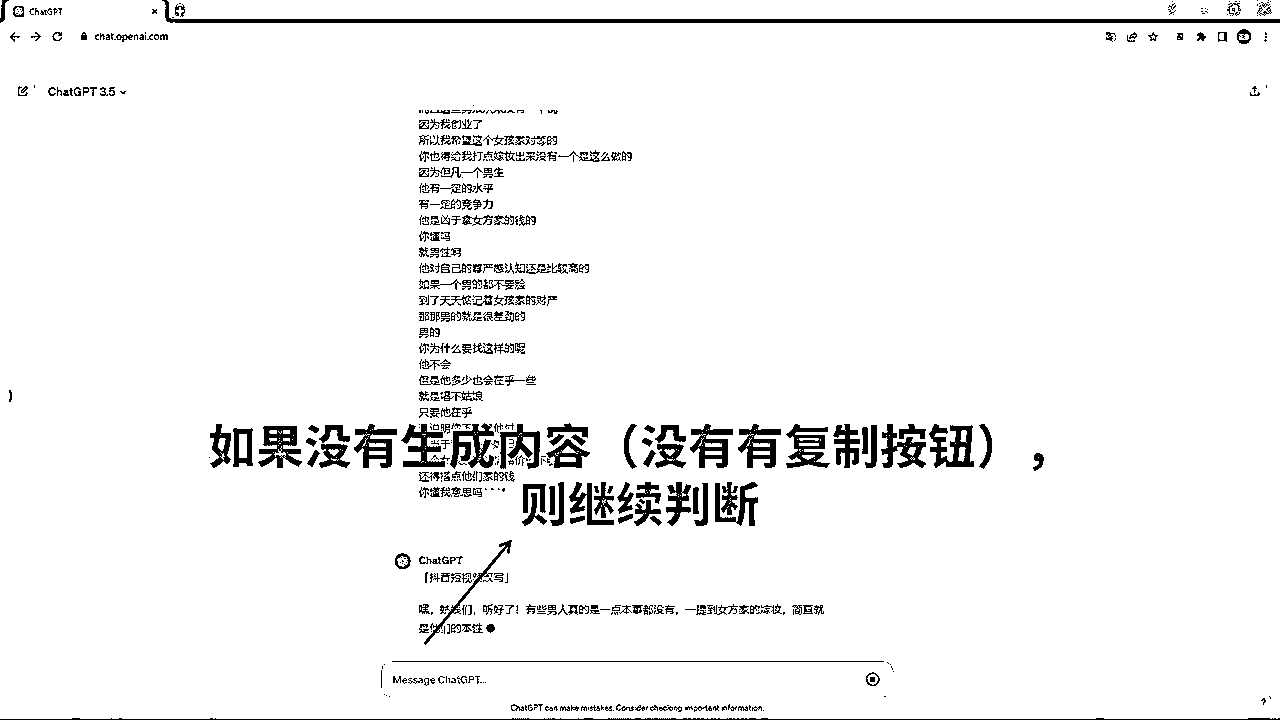 ChatGPT
chat.openai.com
ChatGPT 3.5
因为我创业了
所以我希望这个女孩家对等的
你也得给我打点嫁妆出来没有一个是这么做的
因为但凡一个男生
他有一定的水平
有一定的竞争力
他是凶于拿女方家的钱的
你懂吗
就男性啊
他对自己的尊严感认知还是比较高的
如果一个男的都不要脸
到了天天惦记着女孩家的财产
那那男的就是很差劲的
男的
你为什么要找这样的呢
他不会
但是他多少也会在乎一些
就是塔不姑娘
只要他在乎
如果没有生成内容（没有有复制按钮），
还得搭点他们家的钱
你懂我意思吗````
则继续判断
ChatGPT
「抖音短视频改写」
嘿，姑娘们，听好了！有些男人真的是一点本事都没有，一提到女方家的嫁妆，简直就
是他们的本性
Message ChatGPT...
ChatGPT can make mistakes. Consider checking important information.
?